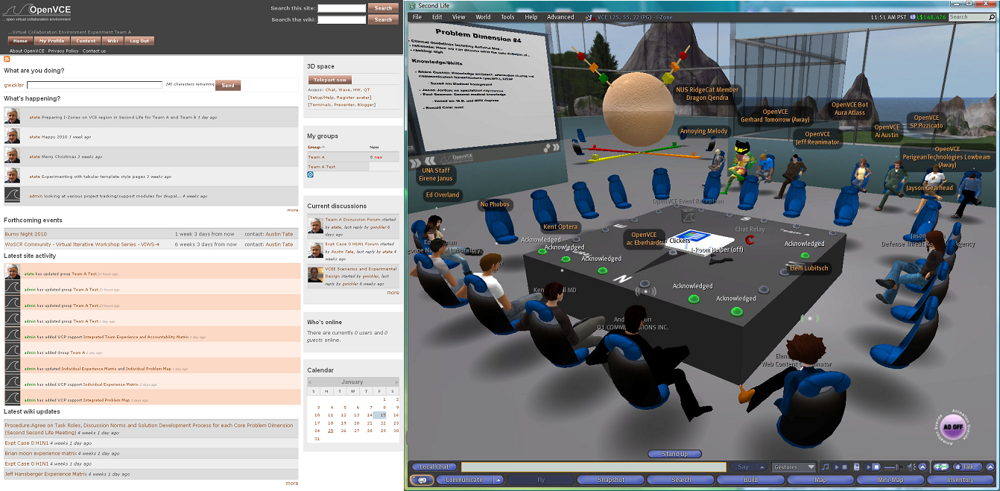 OpenVCE
open virtual collaboration environment
Search this site:
Search
Search the wiki:
Search
...Virtual Collaboration Environment Experiment Team A
Home
My Profile
Content
Wiki
Log Out
About OpenVCE
Privacy Policy
Contact us
What are you doing?
gwickler
140 characters remaining
Send
What's happening?
atate Preparing I-Zones on VCE region in Second Life for Team A and Team B 1 day ago
atate Happy 2010 1 week ago
atate Merry Christmas 3 weeks ago
atate Experimenting with tabular template style pages 3 weeks ago
admin looking at various project tracking/support modules for drupal... 4 weeks ago
more
Forthcoming events
Burns Night 2010
1 week 3 days from now
contact: Austin Tate
WoSCR Community - Virtual Iterative Workshop Series - VIWS-4
6 weeks 3 days from now
contact: Austin Tate
Latest site activity
atate has updated group Team A Test 21 hours ago
admin has updated group Team A Test
admin has updated group Team A Test
admin has updated group Team A Test 1 day ago
admin has added VCP support Integrated Team Experience and Accountability Matrix 1 day ago
admin has added Group Team A 1 day ago
admin has updated Individual Experience Matrix and Individual Problem Map 1 day ago
admin has added VCP support Individual Experience Matrix 2 days ago
admin has added VCP support Integrated Problem Map 3 days ago
Latest wiki updates
Procedure:Agree on Task Roles, Discussion Norms and Solution Development Process for each Core Problem Dimension
(Second Second Life Meeting) 4 weeks 1 day ago
Expt Case 0 H1N1 4 weeks 1 day ago
Brian moon experience matrix 4 weeks 1 day ago
Expt Case 0 H1N1 4 weeks 1 day ago
Jeff Hansberger Experience Matrix 4 weeks 1 day ago
more
3D space
Teleport now
Access: Chat, Wave, HW, QT
[Setup/Help, Register avatar]
[Terminals, Presenter, Blogger]
My groups
Group
New
Team A
8 new
Team A Test
Current discussions
Team A Discussion Forum started
by atate, last reply by gwickler 6
days ago
Expt Case 0 H1N1 Forum started
by Austin Tate, last reply by atate 4
weeks ago
VCEE Scenarios and Experimental
Design started by gwickler, last
reply by gwickler 6 weeks ago
more
Who's online
There are currently 0 users and 0
guests online.
Calendar
« January »
S M T W T F S
1 2
3 4 5 6 7 8 9
10 11 12 13 14 15 16
17 18 19 20 21 22 23
24 25 26 27 28 29 30
31
Second Life
File Edit View World Tools Help Advanced
VCE 125, 55, 22 (PG) - I-Zone
11:51 AM PST
L$148,476
Search
Problem Dimension #4
- ranking: high
Knowledge/Skills
- based on: Medical background
- based on: M.D. and MPH degrees
OpenVCE
NUS RidgeCat Member
Dragon Qendra
OpenVCE
Gerhard Tomorrow (Away)
OpenVCE Bot
Aura Atlass
OpenVCE
SP Pizzicato
OpenVCE
Ai Austin
OpenVCE
Jeff Reanimator
Annoying Melody
OpenVCE
PerigeanTechnologies Lowbeam
(Away)
Jayson Gearhead
UNA Staff
Eirene Janus
Ed Overland
No Phobos
Kent Optera
OpenVCE Event Reception
Chat Relay
Team A
OpenVCE
ac Eberhardt
Clickers
I-Room Helper (off)
Acknowledged
Acknowledged
Acknowledged
Acknowledged
Acknowledged
Acknowledged
Eleni Lubitsch
E
S
N
01 COMM
IONS INC.
Web Content
AO OFF
Stand Up
Local Chat
Say
Gestures
Talk
Communicate
Fly
Snapshot
Search
Build
Map
Mini-Map
Inventory